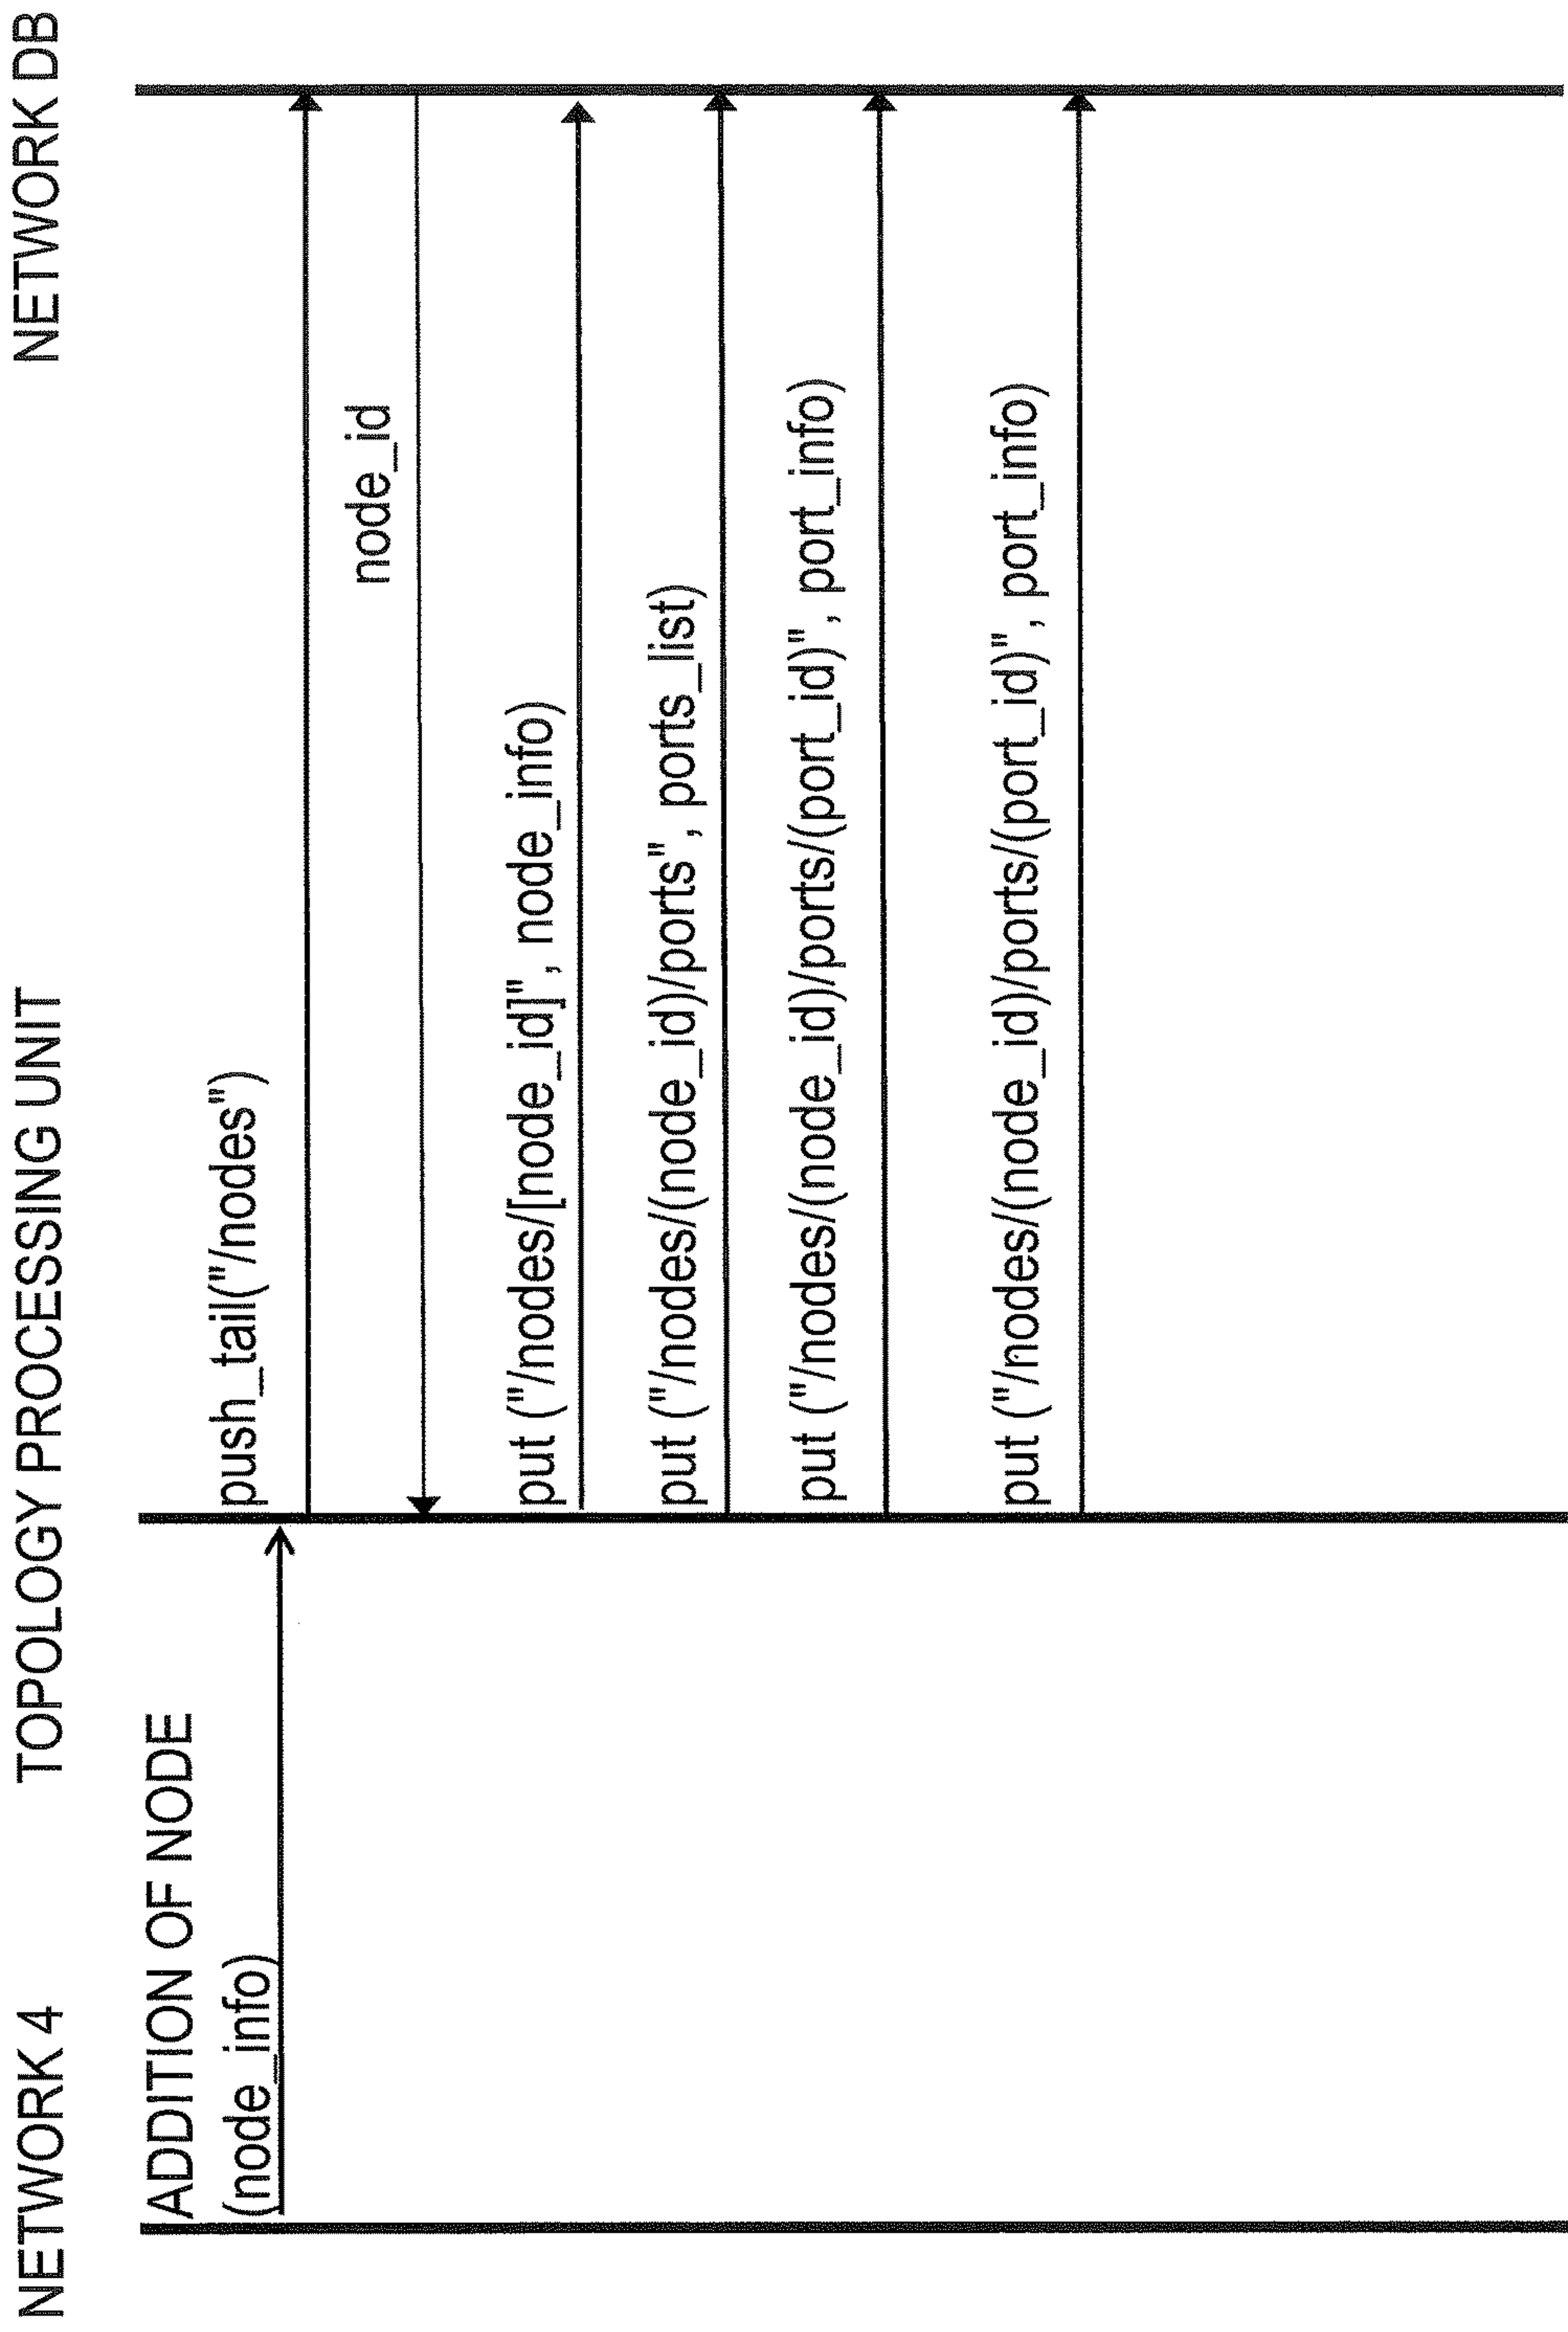 NETWORK 4
TOPOLOGY PROCESSING UNIT
NETWORK DB
ADDITION OF NODE
(node_info)
push_tail("/nodes")
node_id
put ("/nodes/[node_id]", node_info)
put ("/nodes/(node_id)/ports", ports_list)
put ("/nodes/(node_id)/ports/(port_id)", port_info)
put ("/nodes/(node_id)/ports/(port_id)", port_info)